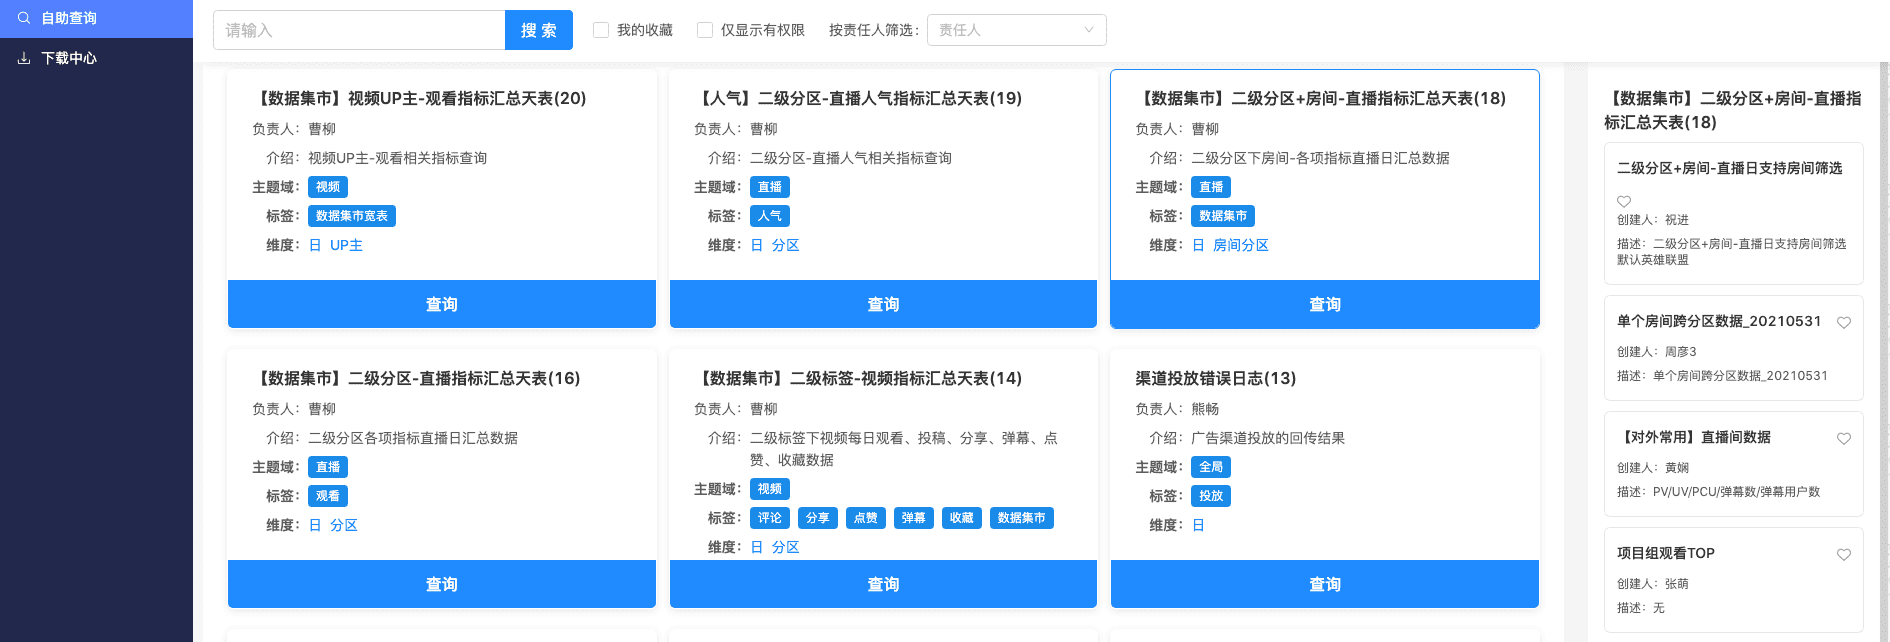 自助查询
下载中心
请输入
搜 索
我的收藏
仅显示有权限
按责任人筛选：
责任人
【数据集市】视频UP主-观看指标汇总天表(20)
负责人：曹柳
介绍：视频UP主-观看相关指标查询
主题域：视频
标签：数据集市宽表
维度：日 UP主
查询
【人气】二级分区-直播人气指标汇总天表(19)
负责人：曹柳
介绍：二级分区-直播人气相关指标查询
主题域：直播
标签：人气
维度：日 分区
查询
【数据集市】二级分区+房间-直播指标汇总天表(18)
负责人：曹柳
介绍：二级分区下房间-各项指标直播日汇总数据
主题域：直播
标签：数据集市
维度：日 房间分区
查询
【数据集市】二级分区-直播指标汇总天表(16)
负责人：曹柳
介绍：二级分区各项指标直播日汇总数据
主题域：直播
标签：观看
维度：日 分区
查询
【数据集市】二级标签-视频指标汇总天表(14)
负责人：曹柳
介绍：二级标签下视频每日观看、投稿、分享、弹幕、点
赞、收藏数据
主题域：视频
标签：评论 分享 点赞 弹幕 收藏 数据集市
维度：日 分区
查询
渠道投放错误日志(13)
负责人：熊畅
介绍：广告渠道投放的回传结果
主题域：全局
标签：投放
维度：日
查询
【数据集市】二级分区+房间-直播指
标汇总天表(18)
二级分区+房间-直播日支持房间筛选
创建人：祝进
描述：二级分区+房间-直播日支持房间筛选
默认英雄联盟
单个房间跨分区数据_20210531
创建人：周彦3
描述：单个房间跨分区数据_20210531
【对外常用】直播间数据
创建人：黄娴
描述：PV/UV/PCU/弹幕数/弹幕用户数
项目组观看TOP
创建人：张萌
描述：无